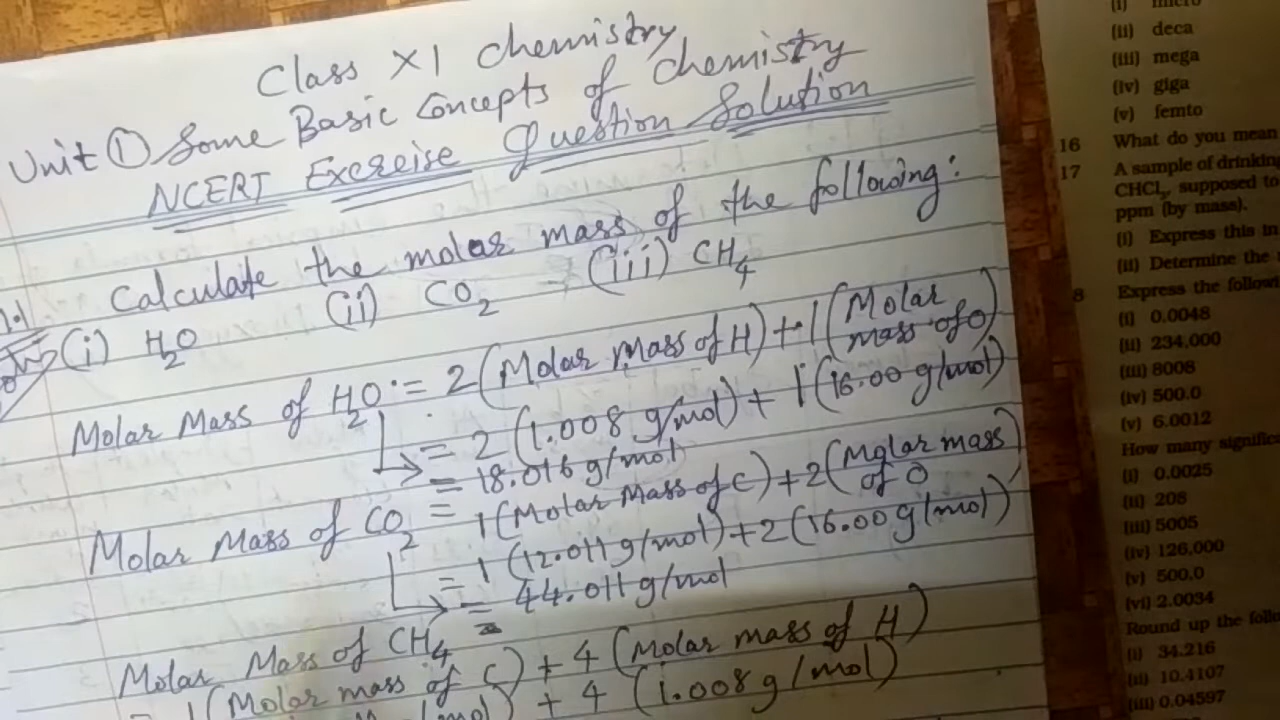 Class XI Chemistry
Unit ① Some Basic Concepts of Chemistry
NCERT Exercise Question Solution
Calculate the molar mass of the following:
(i) H₂O (ii) CO₂ (iii) CH₄
Molar Mass of H₂O = 2 (Molar Mass of H) + 1 (Molar mass of O)
= 2 (1.008 g/mol) + 1 (16.00 g/mol)
= 18.016 g/mol
Molar Mass of CO₂ = 1 (Molar Mass of C) + 2 (Molar mass of O)
= 1 (12.011 g/mol) + 2 (16.00 g/mol)
= 44.011 g/mol
Molar Mass of CH₄
= 1 (Molar mass of C) + 4 (Molar mass of H)
/mol) + 4 (1.008 g/mol)
(i) micro
(ii) deca
(iii) mega
(iv) giga
(v) femto
16 What do you mean
17 A sample of drinking
CHCl₃, supposed to
ppm (by mass).
(i) Express this in
(ii) Determine the
8 Express the follow
(i) 0.0048
(ii) 234,000
(iii) 8008
(iv) 500.0
(v) 6.0012
How many signific
(i) 0.0025
(ii) 208
(iii) 5005
(iv) 126,000
(v) 500.0
(vi) 2.0034
Round up the follo
(i) 34.216
(ii) 10.4107
(iii) 0.04597